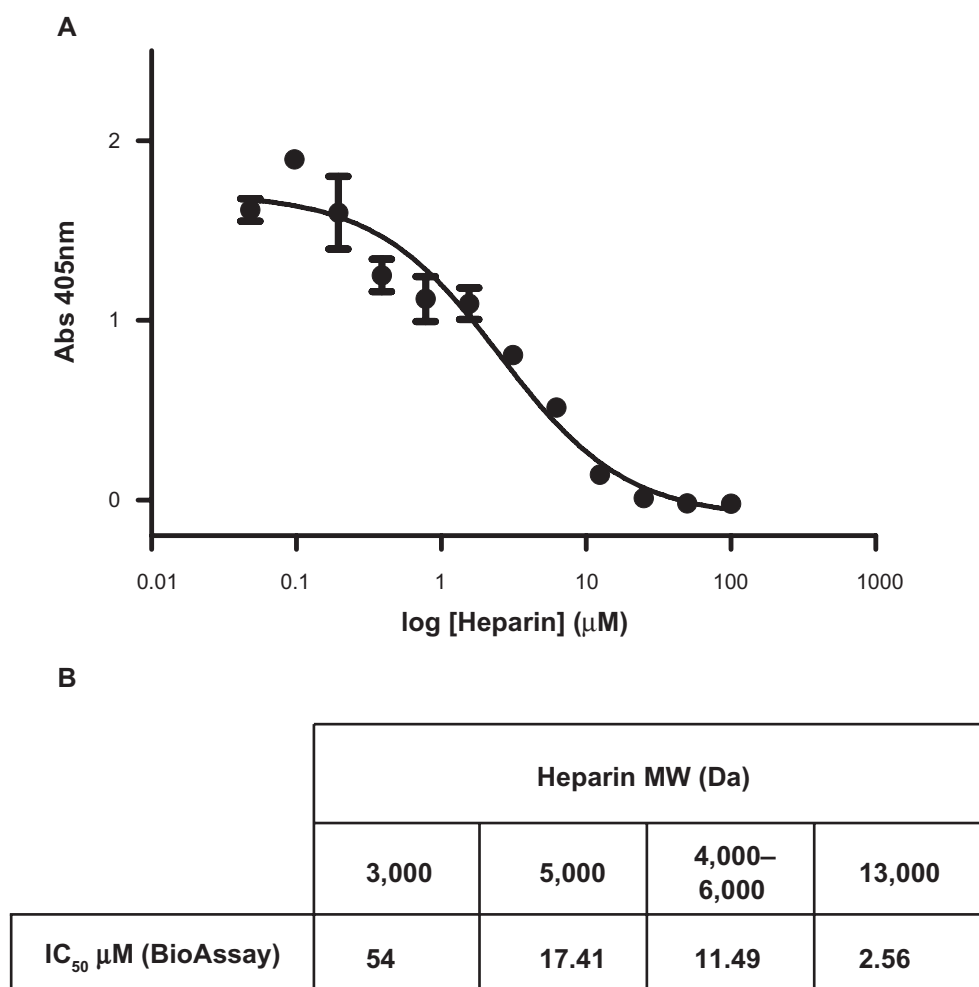 A
2
1
0
Abs 405nm
0.01 0.1 1 10 100 1000
log [Heparin] (μM)
B
Heparin MW (Da)
3,000 5,000 4,000–6,000 13,000
IC₅₀ μM (BioAssay) 54 17.41 11.49 2.56